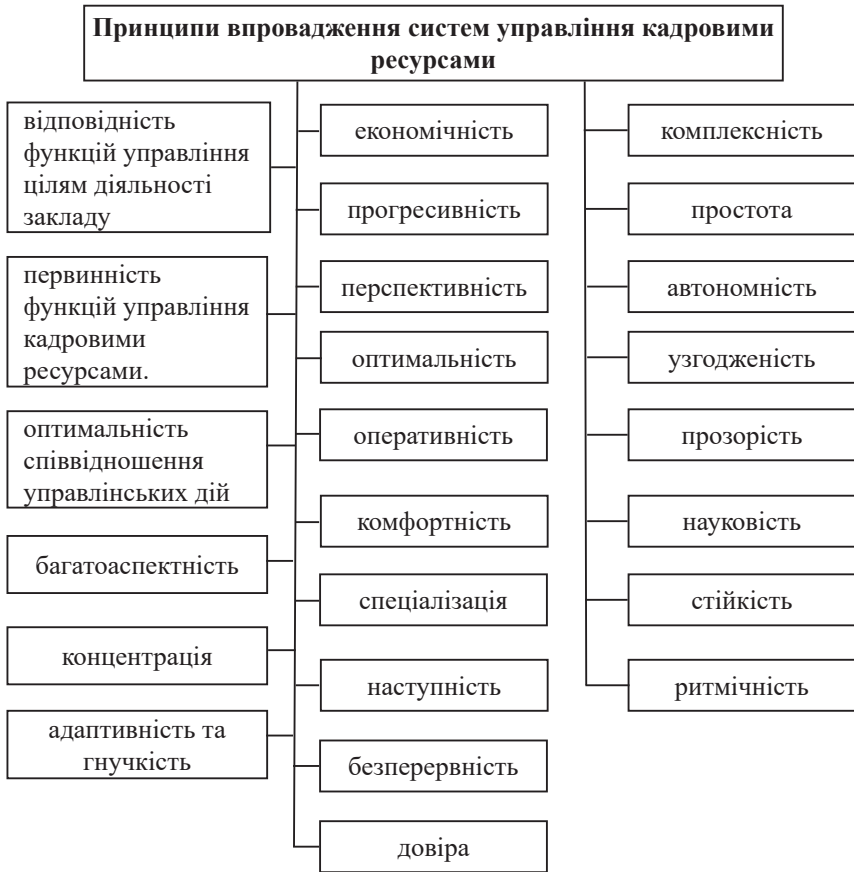 Принципи впровадження систем управління кадровими
ресурсами
відповідність
функцій управління
цілям діяльності
закладу
первинність
функцій управління
кадровими
ресурсами.
оптимальність
співвідношення
управлінських дій
багатоаспектність
концентрація
адаптивність та
гнучкість
економічність
прогресивність
перспективність
оптимальність
оперативність
комфортність
спеціалізація
наступність
безперервність
довіра
комплексність
простота
автономність
узгодженість
прозорість
науковість
стійкість
ритмічність